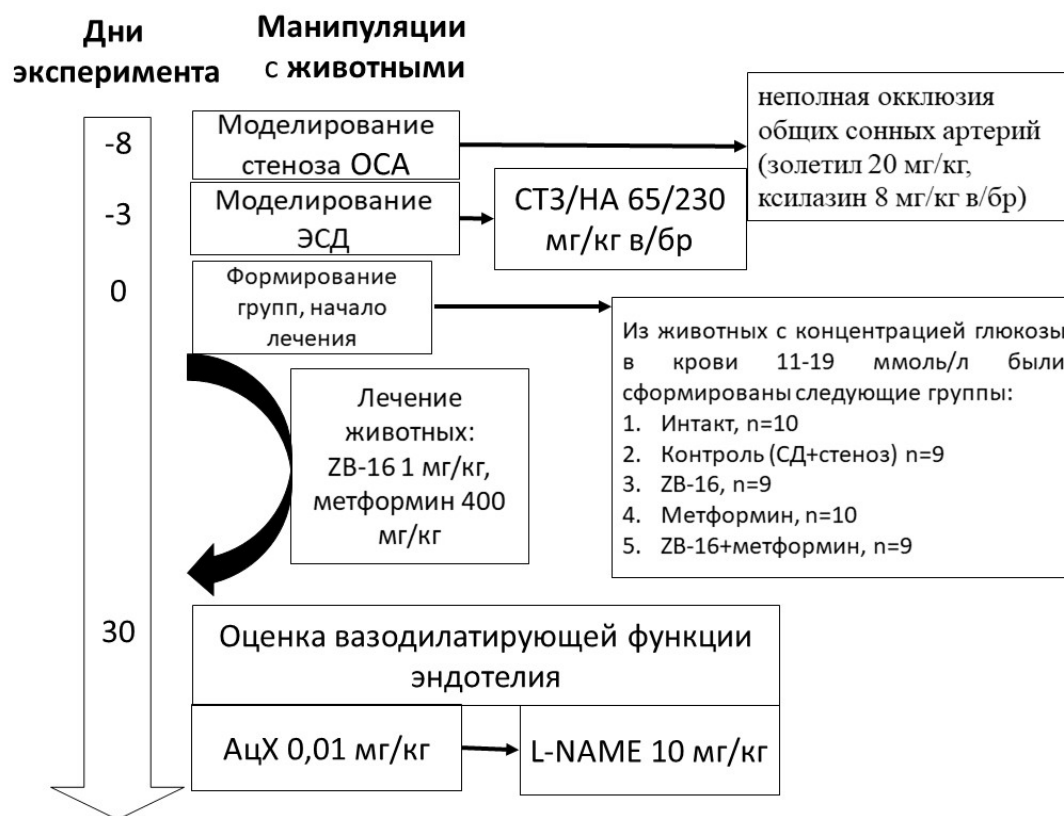 Дни
эксперимента
Манипуляции
с животными
-8
Моделирование
стеноза ОСА
неполная окклюзия
общих сонных артерий
(золетил 20 мг/кг,
ксилазин 8 мг/кг в/бр)
-3
Моделирование
ЭСД
СТЗ/НА 65/230
мг/кг в/бр
0
Формирование
групп, начало
лечения
Из животных с концентрацией глюкозы
в крови 11-19 ммоль/л были
сформированы следующие группы:
1. Интакт, n=10
2. Контроль (СД+стеноз) n=9
3. ZB-16, n=9
4. Метформин, n=10
5. ZB-16+метформин, n=9
Лечение
животных:
ZB-16 1 мг/кг,
метформин 400
мг/кг
30
Оценка вазодилатирующей функции
эндотелия
АцХ 0,01 мг/кг
L-NAME 10 мг/кг